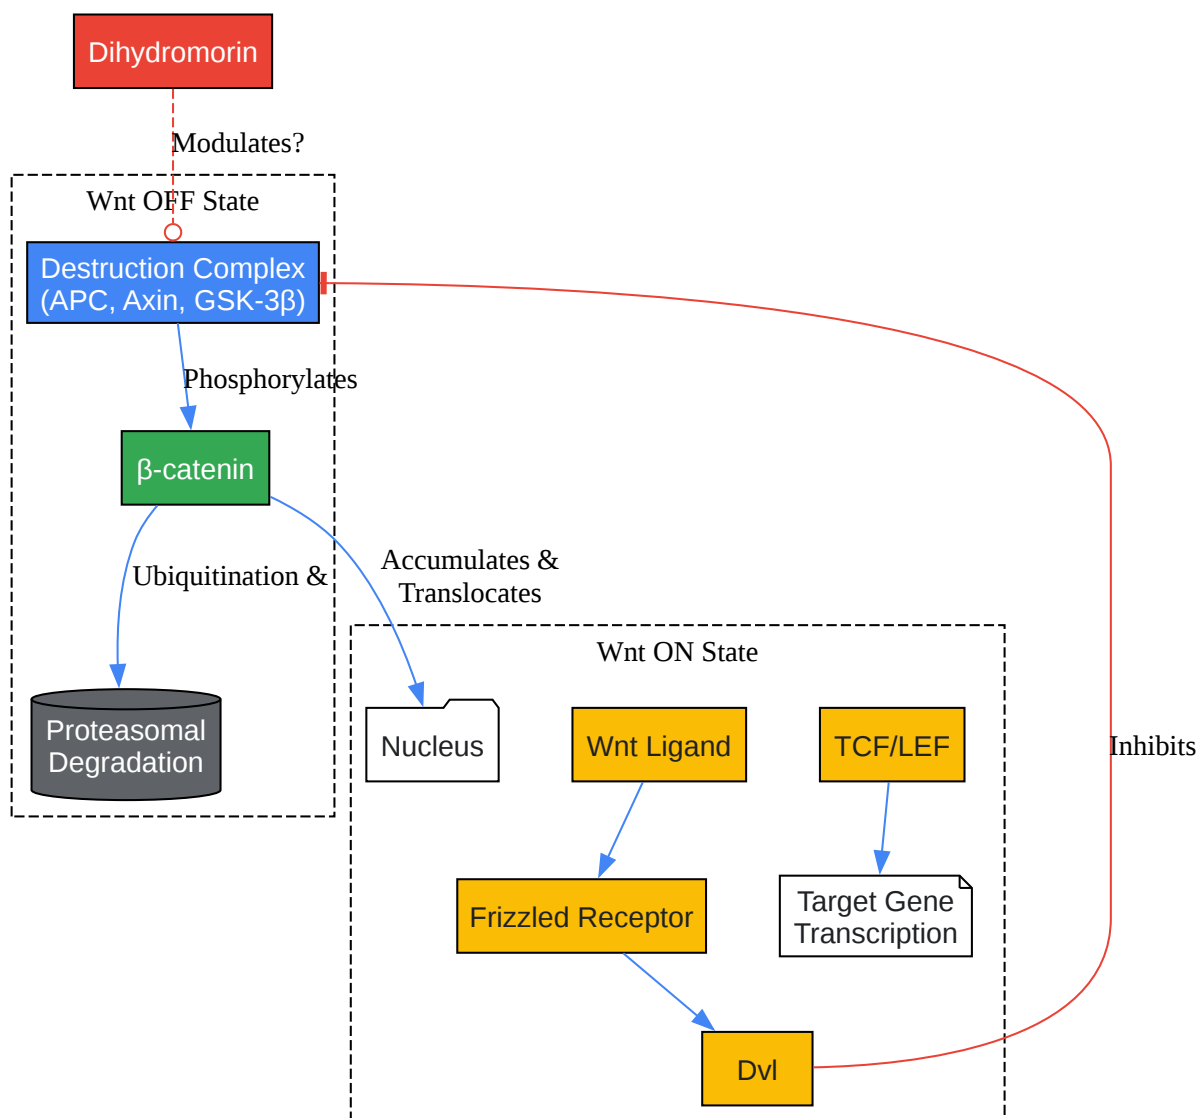 Dihydromorin
Modulates?
Wnt OFF State
Destruction Complex
(APC, Axin, GSK-3β)
Phosphorylates
β-catenin
Ubiquitination &
Accumulates &
Translocates
Proteasomal
Degradation
Wnt ON State
Nucleus
Wnt Ligand
TCF/LEF
Inhibits
Frizzled Receptor
Target Gene
Transcription
Dvl